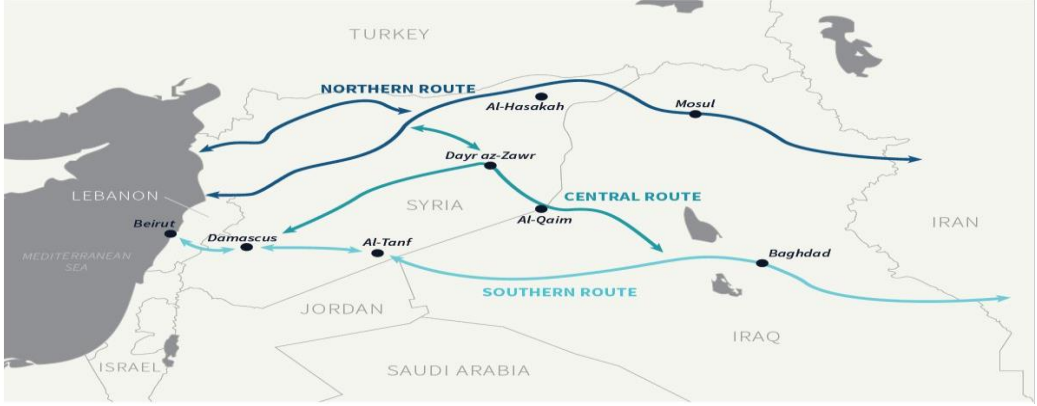 TURKEY
NORTHERN ROUTE
Al-Hasakah
Mosul
Dayr az-Zawr
LEBANON
SYRIA
CENTRAL ROUTE
Beirut
Al-Qaim
IRAN
Damascus
Al-Tanf
MEDITERRANEAN
SEA
Baghdad
SOUTHERN ROUTE
JORDAN
IRAQ
ISRAEL
SAUDI ARABIA